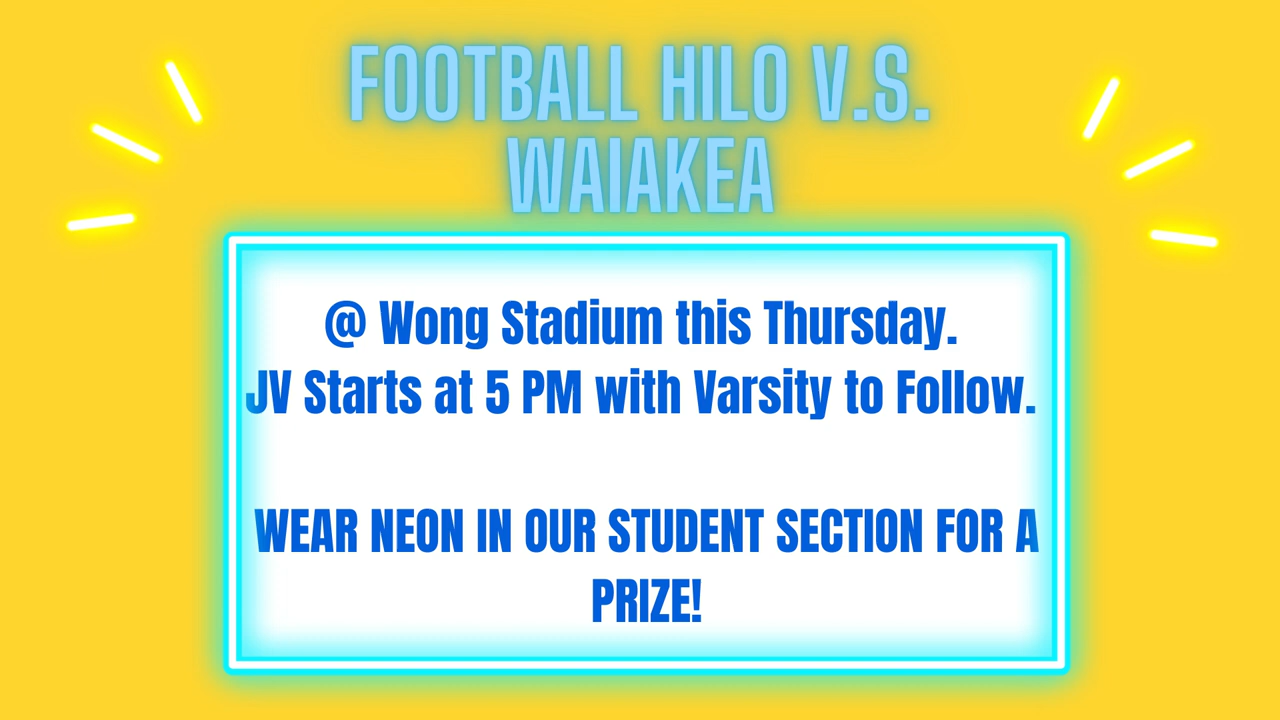 FOOTBALL HILO V.S.
WAIAKEA
@ Wong Stadium this Thursday.
JV Starts at 5 PM with Varsity to Follow.
WEAR NEON IN OUR STUDENT SECTION FOR A
PRIZE!